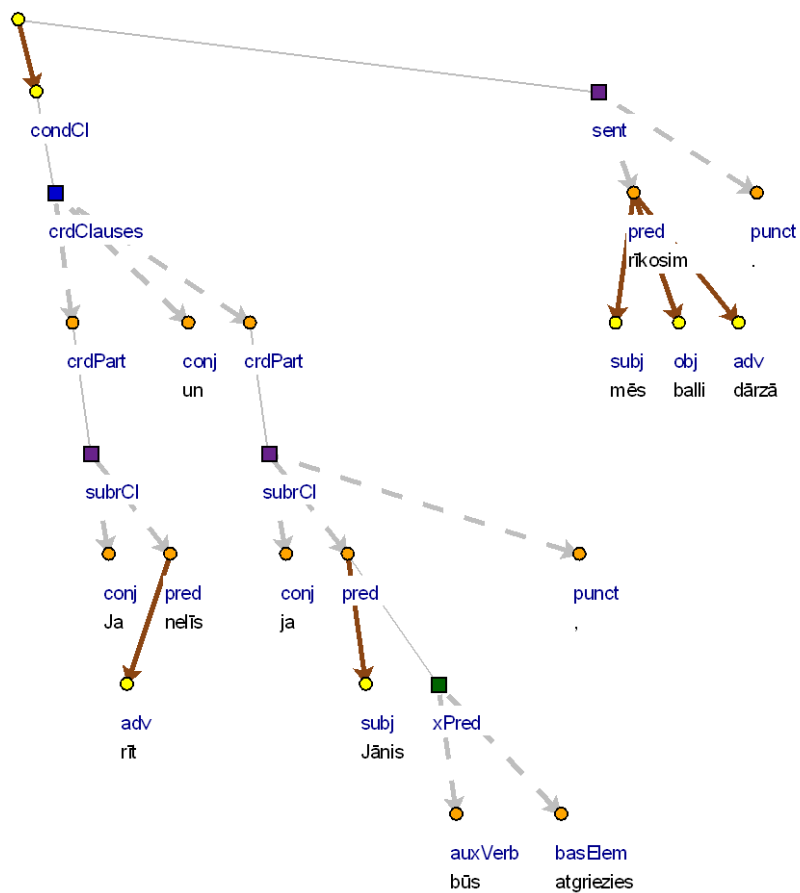 condCl
sent
crdClauses
pred
punct
rīkosim
.
crdPart
conj
crdPart
subj
obj
adv
un
mēs
balli
dārzā
subrCl
subrCl
conj
pred
conj
pred
punct
Ja
nelīs
ja
,
adv
subj
xPred
rīt
Jānis
auxVerb
basElem
būs
atgriezies